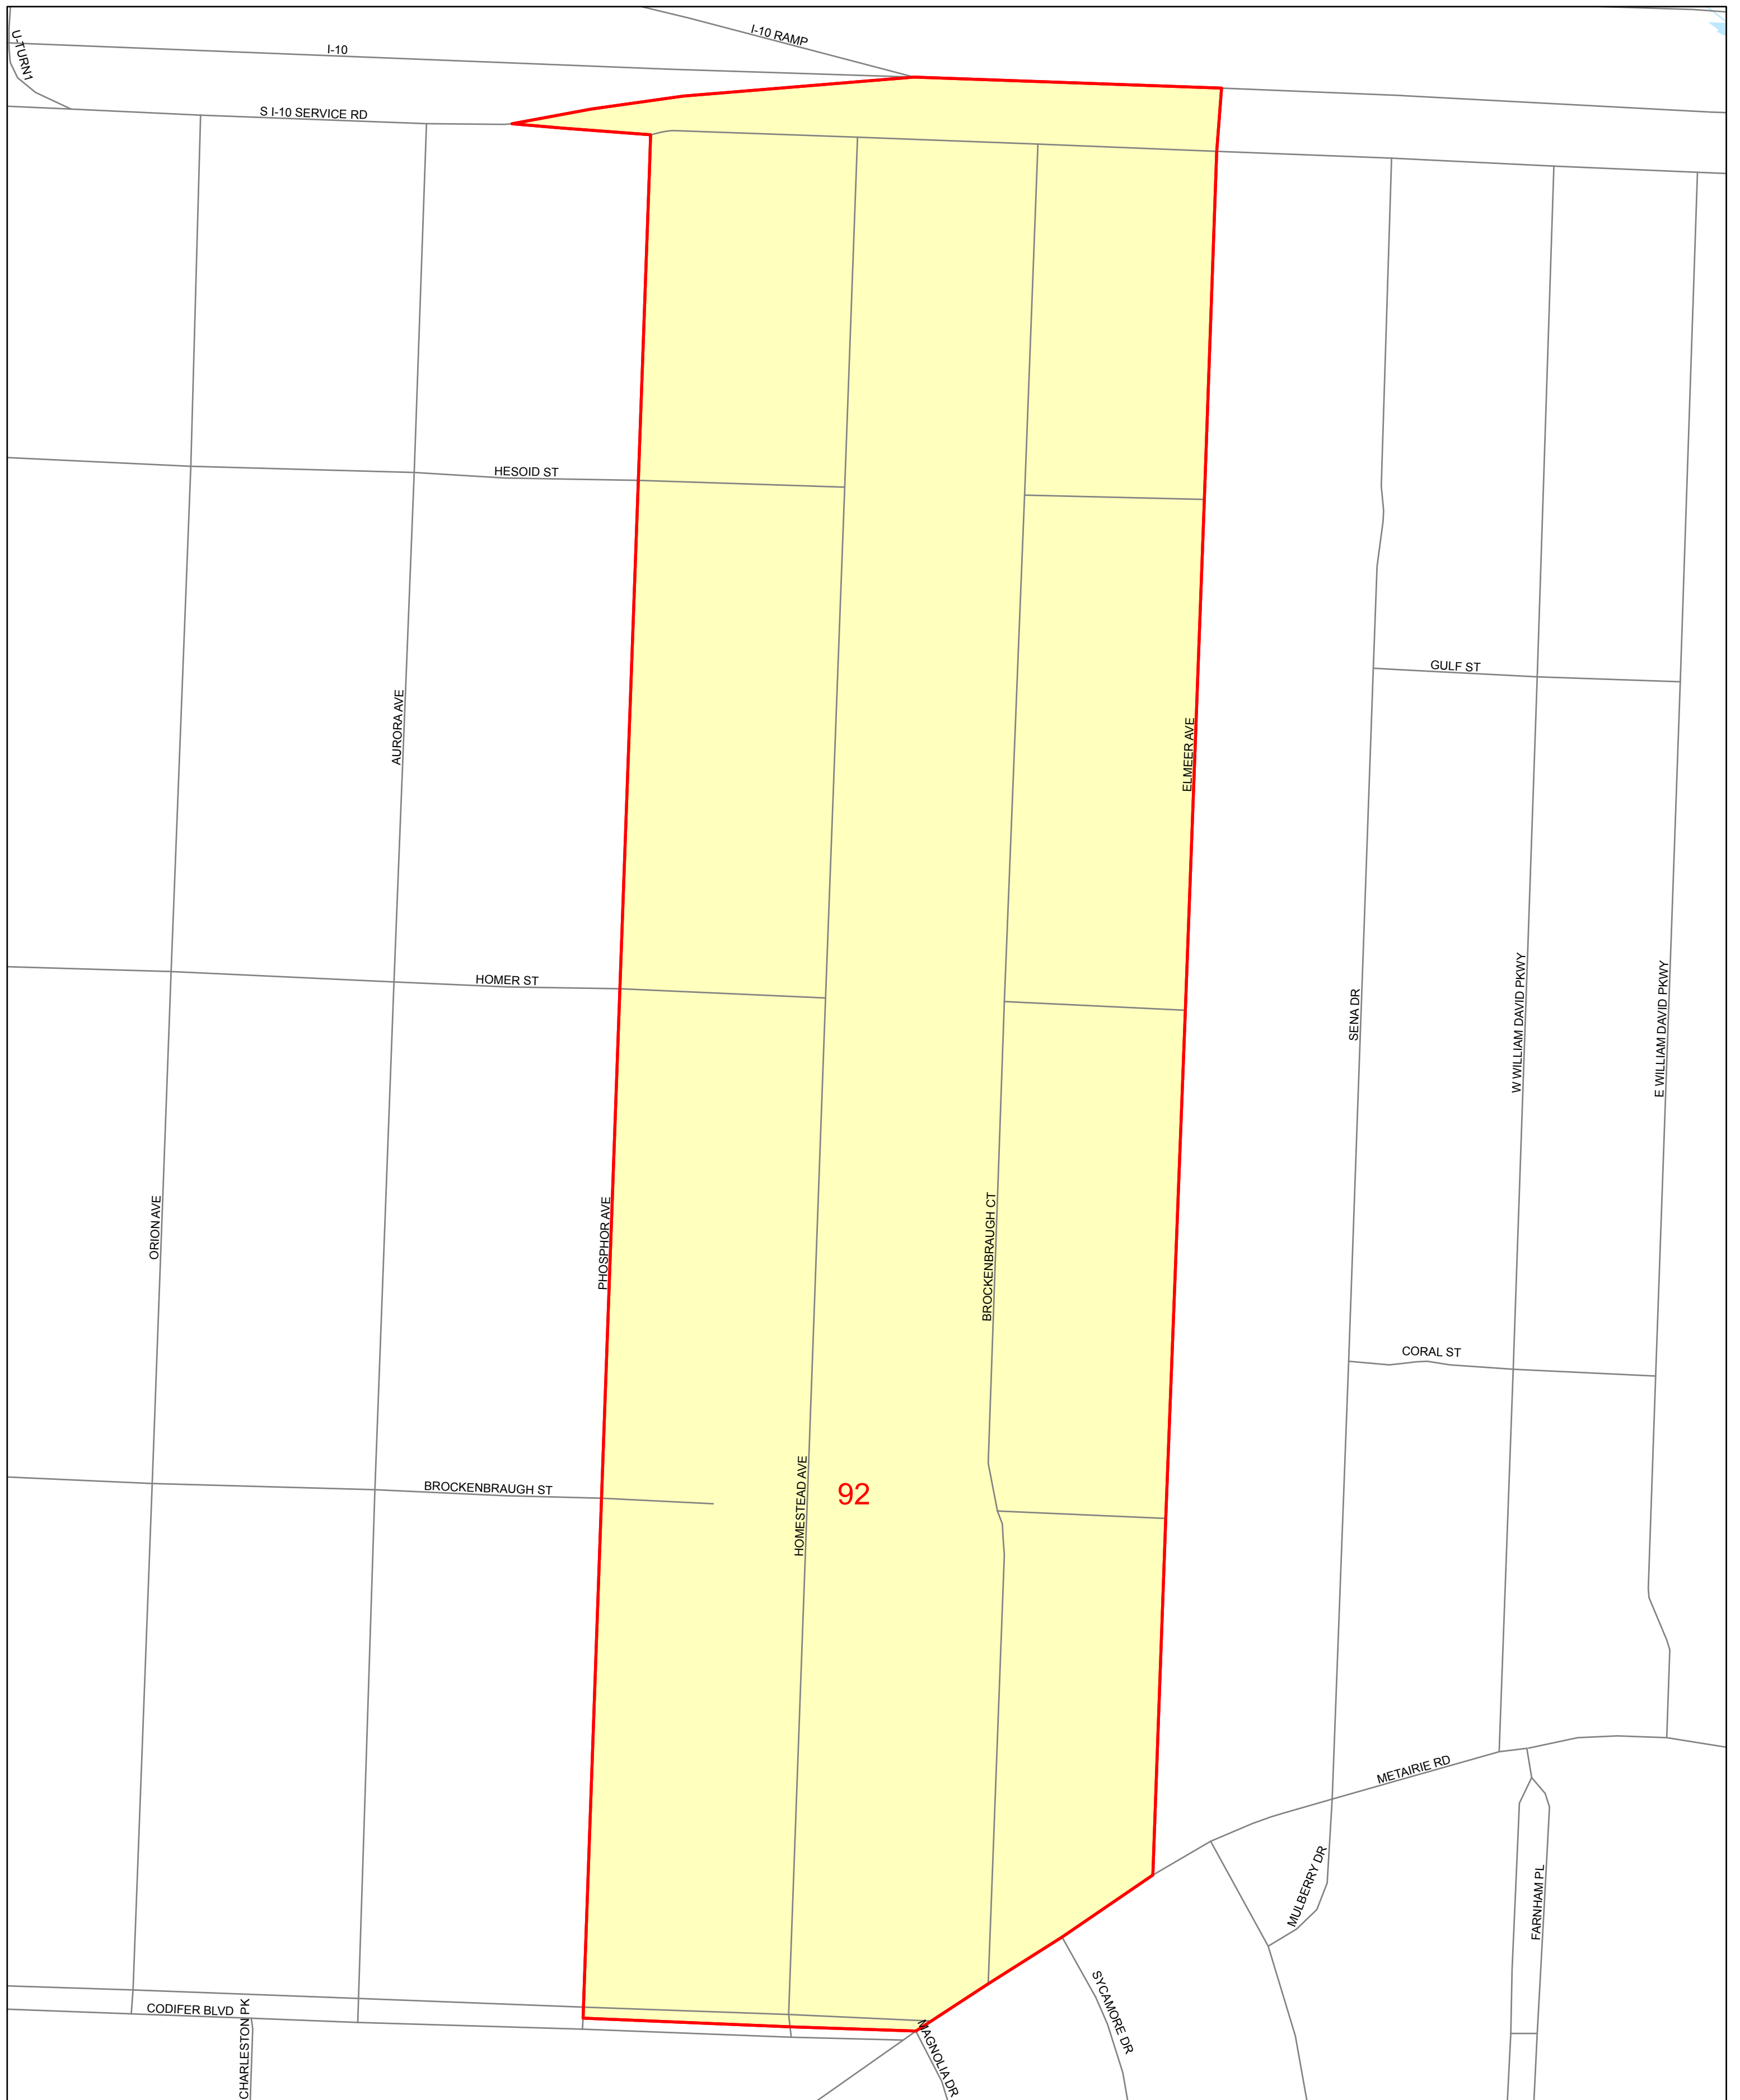 U-TURN1
I-10
I-10 RAMP
S I-10 SERVICE RD
HESOID ST
GULF ST
AURORA AVE
ELMEER AVE
HOMER ST
SENA DR
W WILLIAM DAVID PKWY
E WILLIAM DAVID PKWY
ORION AVE
PHOSPHOR AVE
BROCKENBRAUGH CT
CORAL ST
BROCKENBRAUGH ST
HOMESTEAD AVE
92
METAIRIE RD
MULBERRY DR
FARNHAM PL
SYCAMORE DR
CODIFER BLVD
CHARLESTON PK
MAGNOLIA DR